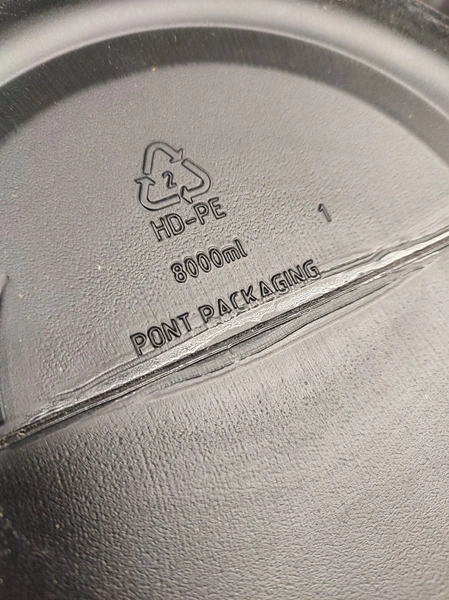 2
HD-PE
1
8000ml
PONT PACKAGING